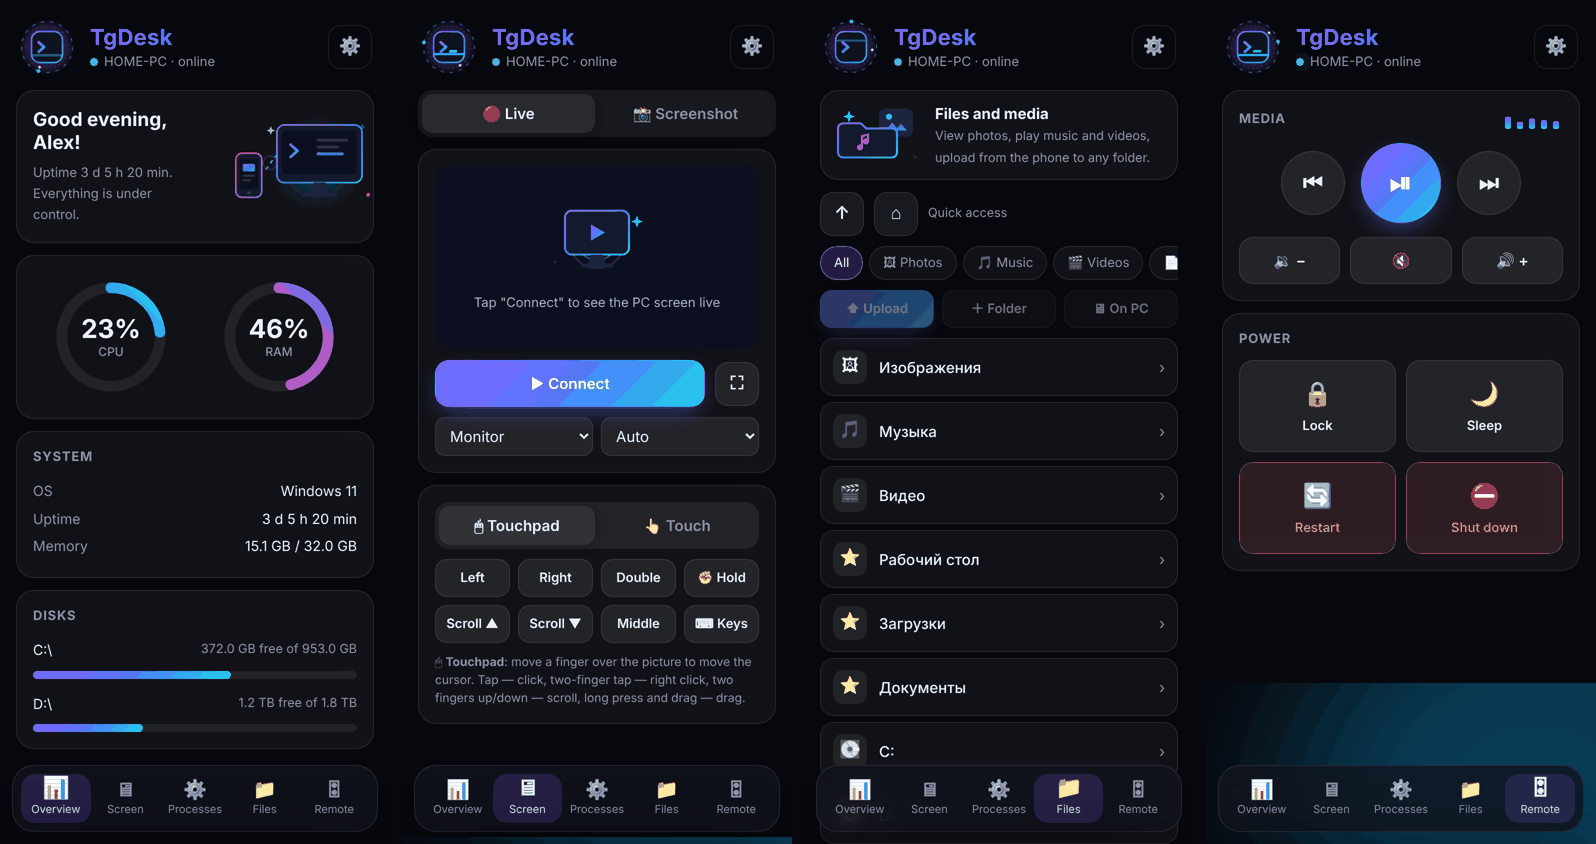 TgDesk
HOME-PC · online
Good evening,
Alex!
Uptime 3 d 5 h 20 min.
Everything is under
control.
23%
CPU
46%
RAM
SYSTEM
OS Windows 11
Uptime 3 d 5 h 20 min
Memory 15.1 GB / 32.0 GB
DISKS
C:\ 372.0 GB free of 953.0 GB
D:\ 1.2 TB free of 1.8 TB
Overview Screen Processes Files Remote
TgDesk
HOME-PC · online
Live Screenshot
Tap "Connect" to see the PC screen live
Connect
Monitor Auto
Touchpad Touch
Left Right Double Hold
Scroll ▲ Scroll ▼ Middle Keys
Touchpad: move a finger over the picture to move the
cursor. Tap — click, two-finger tap — right click, two
fingers up/down — scroll, long press and drag — drag.
Overview Screen Processes Files Remote
TgDesk
HOME-PC · online
Files and media
View photos, play music and videos,
upload from the phone to any folder.
Quick access
All Photos Music Videos
Upload + Folder On PC
Изображения
Музыка
Видео
Рабочий стол
Загрузки
Документы
C:
Overview Screen Processes Files Remote
TgDesk
HOME-PC · online
MEDIA
−
+
POWER
Lock Sleep
Restart Shut down
Overview Screen Processes Files Remote